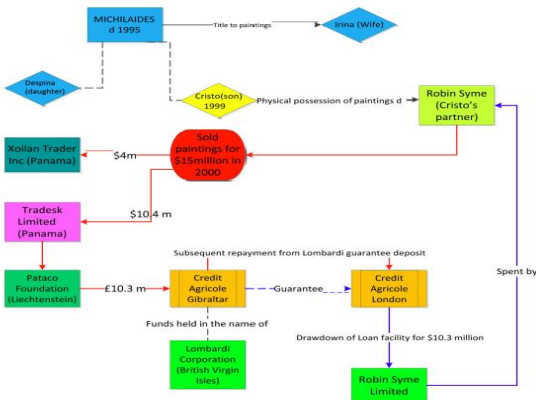 MICHILAIDES
d 1995
Title to paintings
Irina (Wife)
Despina
(daughter)
Cristo(son)
1999
Physical possession of paintings d
Robin Syme
(Cristo's
partner)
Xoilan Trader
Inc (Panama)
$4m
Sold
paintings for
$15million in
2000
Tradesk
Limited
(Panama)
$10.4 m
Subsequent repayment from Lombardi guarantee deposit
Spent by
Pataco
Foundation
(Liechtenstein)
£10.3 m
Credit
Agricole
Gibraltar
Guarantee
Credit
Agricole
London
Funds held in the name of
Drawdown of Loan facility for $10.3 million
Lombardi
Corporation
(British Virgin
Isles)
Robin Syme
Limited